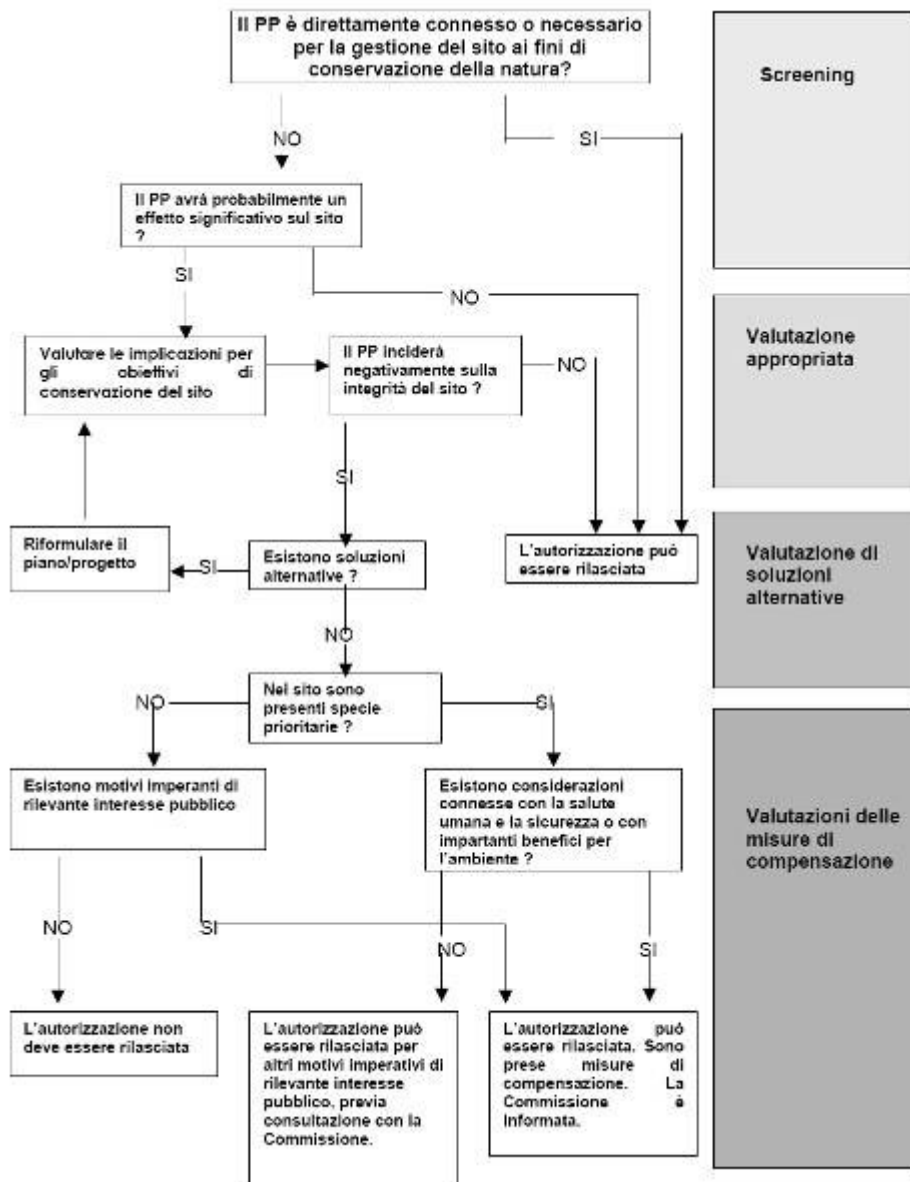 Il PP è direttamente connesso o necessario
per la gestione del sito ai fini di
conservazione della natura?
Screening
NO
SI
Il PP avrà probabilmente un
effetto significativo sul sito
?
SI
NO
Valutazione
appropriata
Valutare le implicazioni per
gli obiettivi di
conservazione del sito
Il PP inciderà
negativamente sulla
integrità del sito ?
NO
SI
Riformulare il
piano/progetto
SI
Esistono soluzioni
alternative ?
L'autorizzazione può
essere rilasciata
Valutazione di
soluzioni
alternative
NO
NO
Nel sito sono
presenti specie
prioritarie ?
SI
Esistono motivi imperanti di
rilevante interesse pubblico
Esistono considerazioni
connesse con la salute
umana e la sicurezza o con
impartanti benefici per
l'ambiente ?
Valutazioni delle
misure di
compensazione
NO
SI
NO
SI
L'autorizzazione non
deve essere rilasciata
L'autorizzazione può
essere rilasciata per
altri motivi imperativi di
rilevante interesse
pubblico, previa
consultazione con la
Commissione.
L'autorizzazione può
essere rilasciata. Sono
prese misure di
compensazione. La
Commissione è
informata.